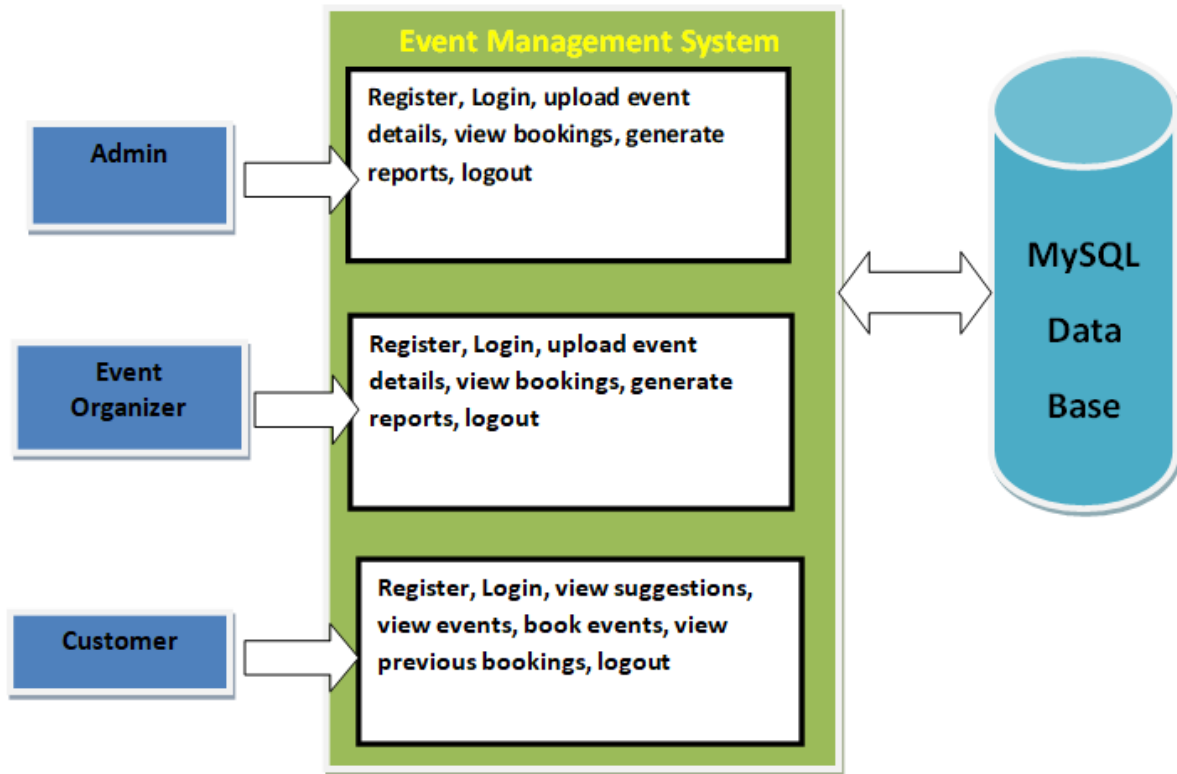 Event Management System
Admin
Register, Login, upload event
details, view bookings, generate
reports, logout
Event
Organizer
Register, Login, upload event
details, view bookings, generate
reports, logout
Customer
Register, Login, view suggestions,
view events, book events, view
previous bookings, logout
MySQL
Data
Base